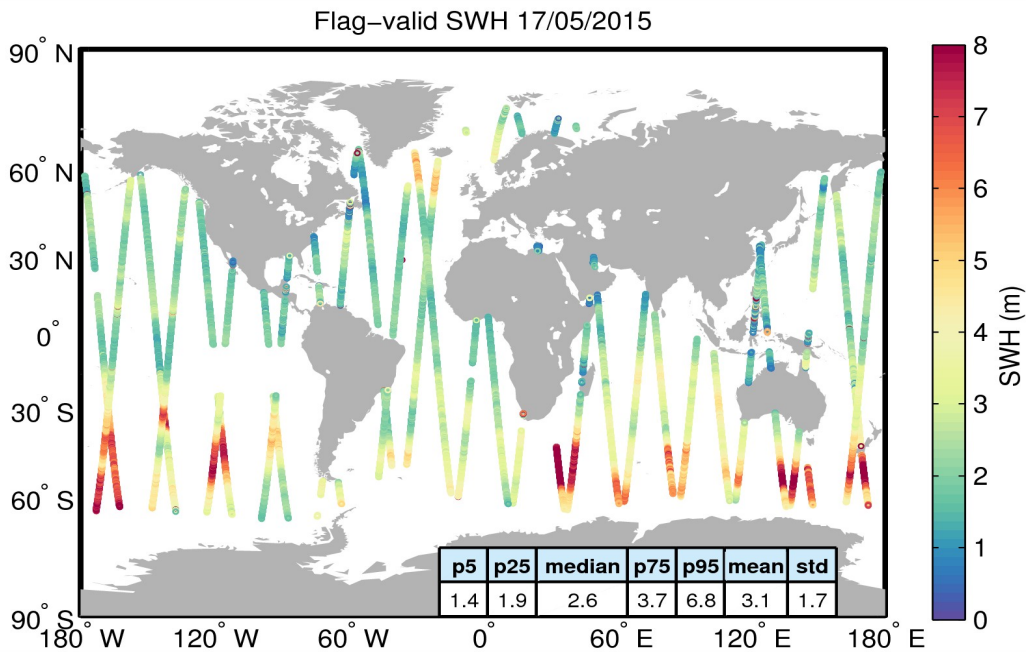 Flag−valid SWH 17/05/2015
90° N
60° N
30° N
0°
30° S
60° S
90° S
180° W
120° W
60° W
0°
60° E
120° E
180° E
p5 p25 median p75 p95 mean std
1.4 1.9 2.6 3.7 6.8 3.1 1.7
8
7
6
5
4
3
2
1
0
SWH (m)